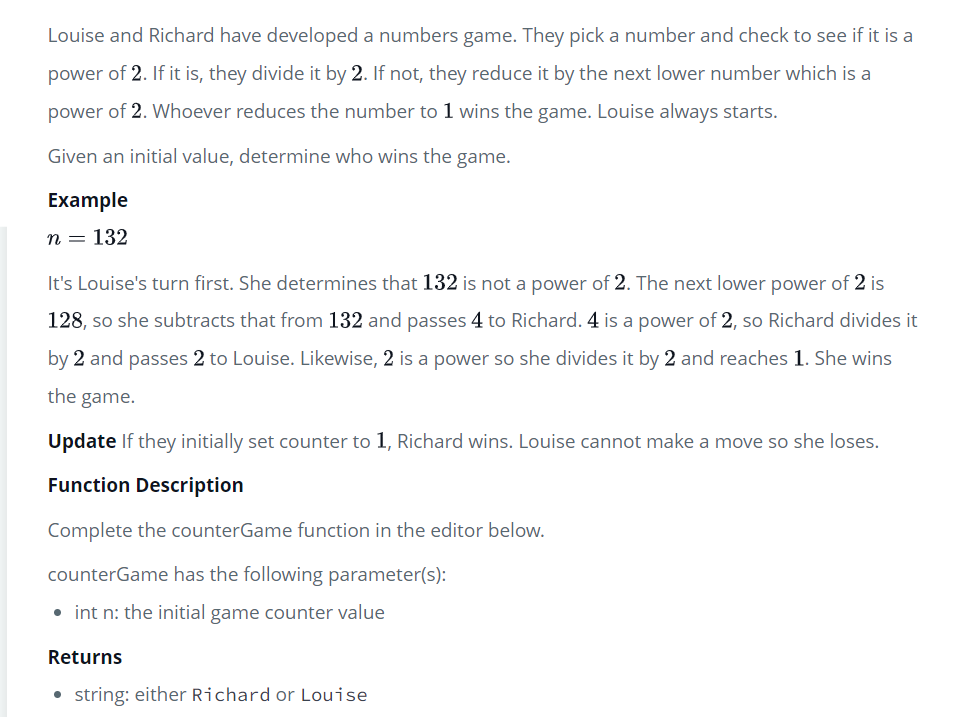 Louise and Richard have developed a numbers game. They pick a number and check to see if it is a
power of 2. If it is, they divide it by 2. If not, they reduce it by the next lower number which is a
power of 2. Whoever reduces the number to 1 wins the game. Louise always starts.
Given an initial value, determine who wins the game.
Example
n = 132
It's Louise's turn first. She determines that 132 is not a power of 2. The next lower power of 2 is
128, so she subtracts that from 132 and passes 4 to Richard. 4 is a power of 2, so Richard divides it
by 2 and passes 2 to Louise. Likewise, 2 is a power so she divides it by 2 and reaches 1. She wins
the game.
Update If they initially set counter to 1, Richard wins. Louise cannot make a move so she loses.
Function Description
Complete the counterGame function in the editor below.
counterGame has the following parameter(s):
• int n: the initial game counter value
Returns
• string: either Richard or Louise